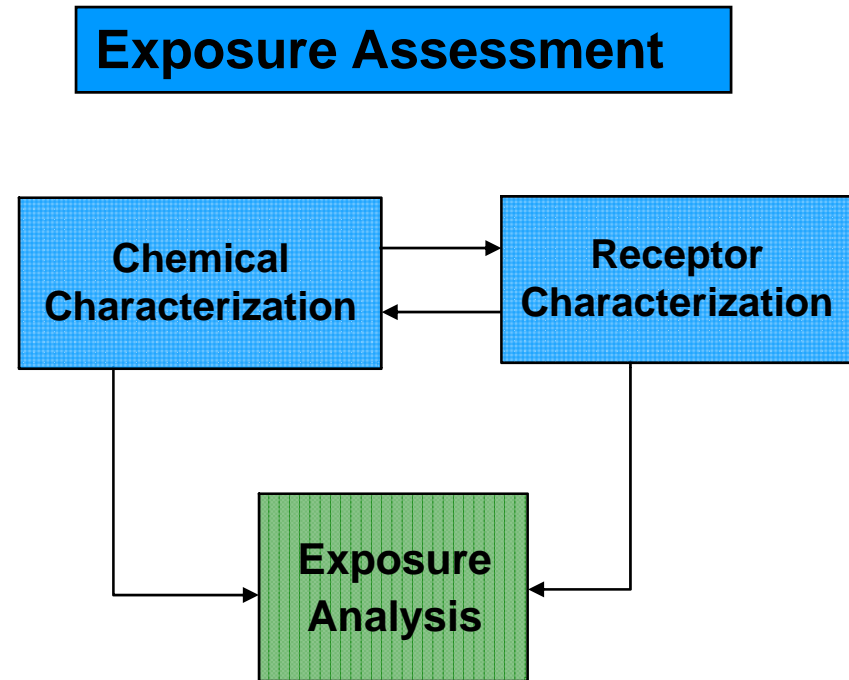 Exposure Assessment
Chemical
Characterization
Receptor
Characterization
Exposure
Analysis